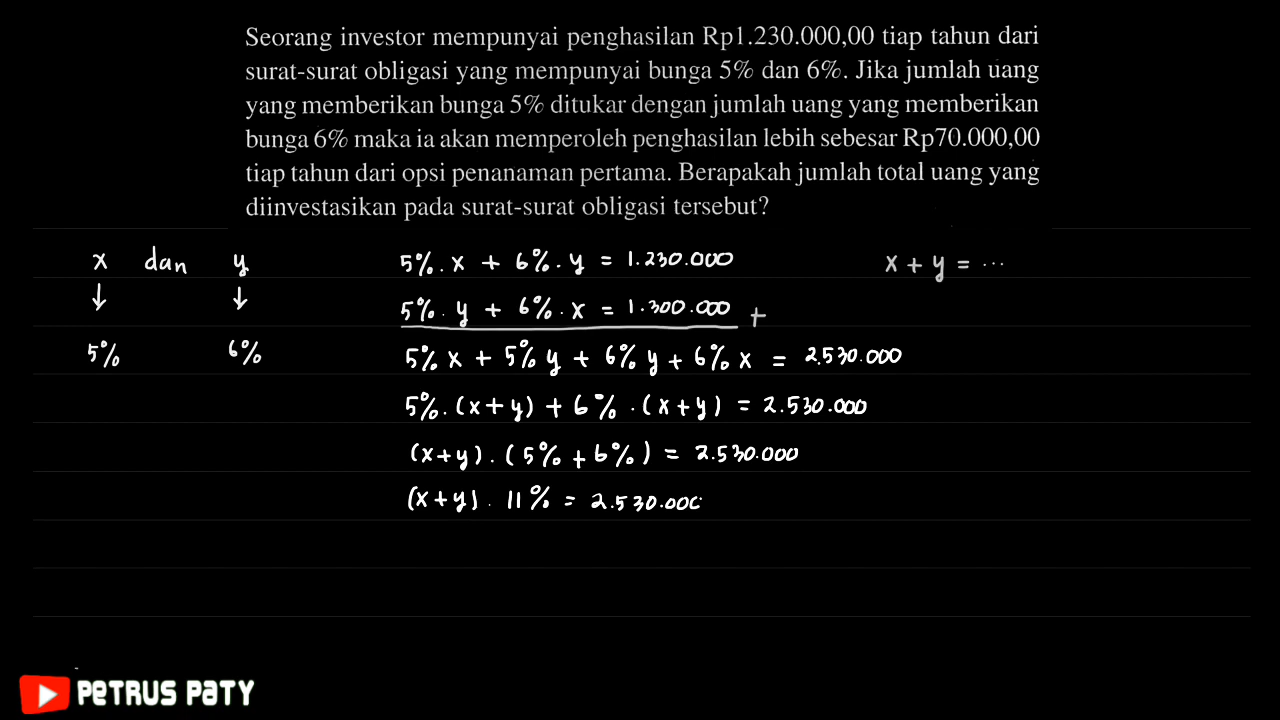 Seorang investor mempunyai penghasilan Rp1.230.000,00 tiap tahun dari
surat-surat obligasi yang mempunyai bunga 5% dan 6%. Jika jumlah uang
yang memberikan bunga 5% ditukar dengan jumlah uang yang memberikan
bunga 6% maka ia akan memperoleh penghasilan lebih sebesar Rp70.000,00
tiap tahun dari opsi penanaman pertama. Berapakah jumlah total uang yang
diinvestasikan pada surat-surat obligasi tersebut?
x dan y
↓ ↓
5% 6%
5%. x + 6%. y = 1.230.000
5%. y + 6%. x = 1.300.000 +
5% x + 5% y + 6% y + 6% x = 2.530.000
5%. (x+y) + 6%. (x+y) = 2.530.000
(x+y). (5% + 6%) = 2.530.000
(x+y). 11% = 2.530.000
x + y = ...
PETRUS PATY